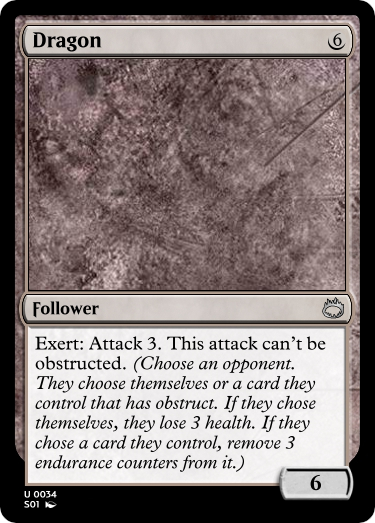 Dragon 6
Follower
Exert: Attack 3. This attack can't be
obstructed. (Choose an opponent.
They choose themselves or a card they
control that has obstruct. If they chose
themselves, they lose 3 health. If they
chose a card they control, remove 3
endurance counters from it.)
6
U 0034
S01